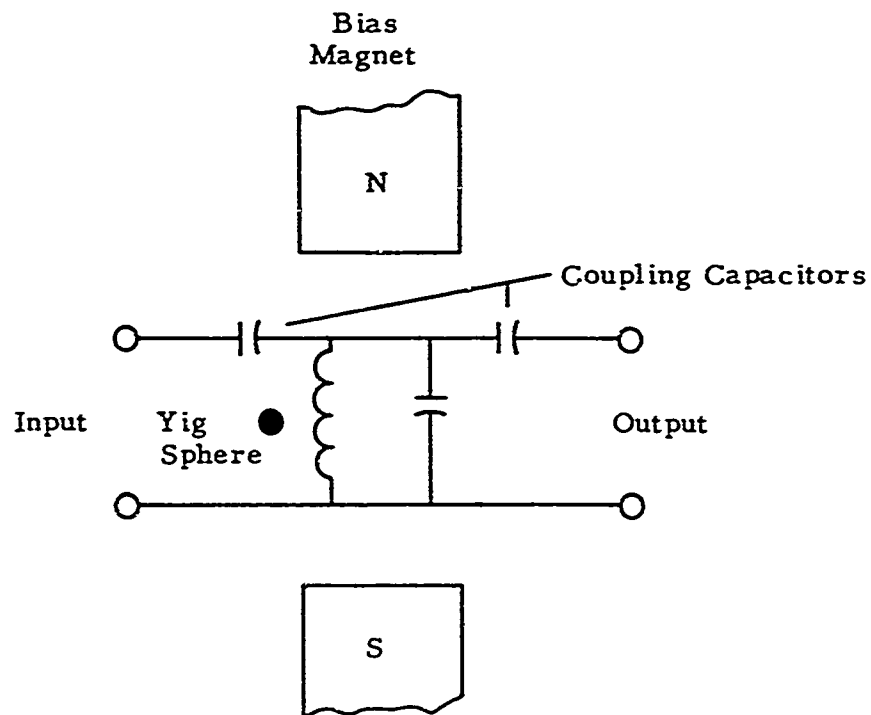 Bias
Magnet
N
Coupling Capacitors
Input
Yig
Sphere
Output
S